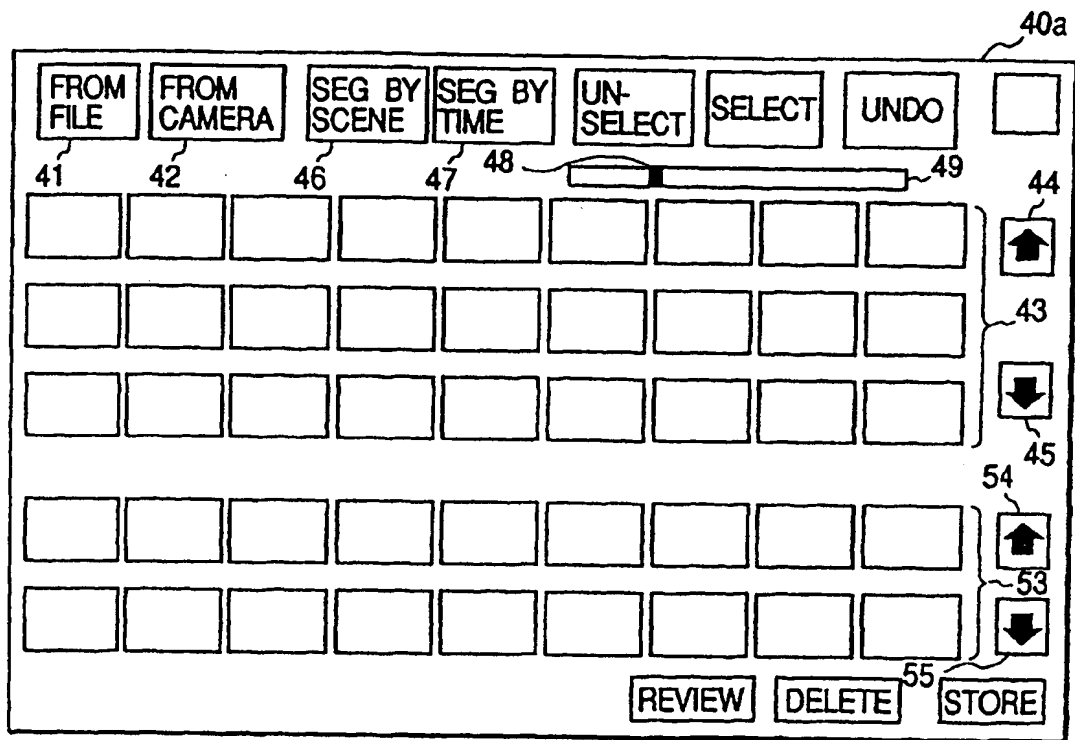 40a
FROM FILE
FROM CAMERA
SEG BY SCENE
SEG BY TIME
UN-SELECT
SELECT
UNDO
41
42
46
47
48
49
44
43
45
54
53
55
REVIEW
DELETE
STORE